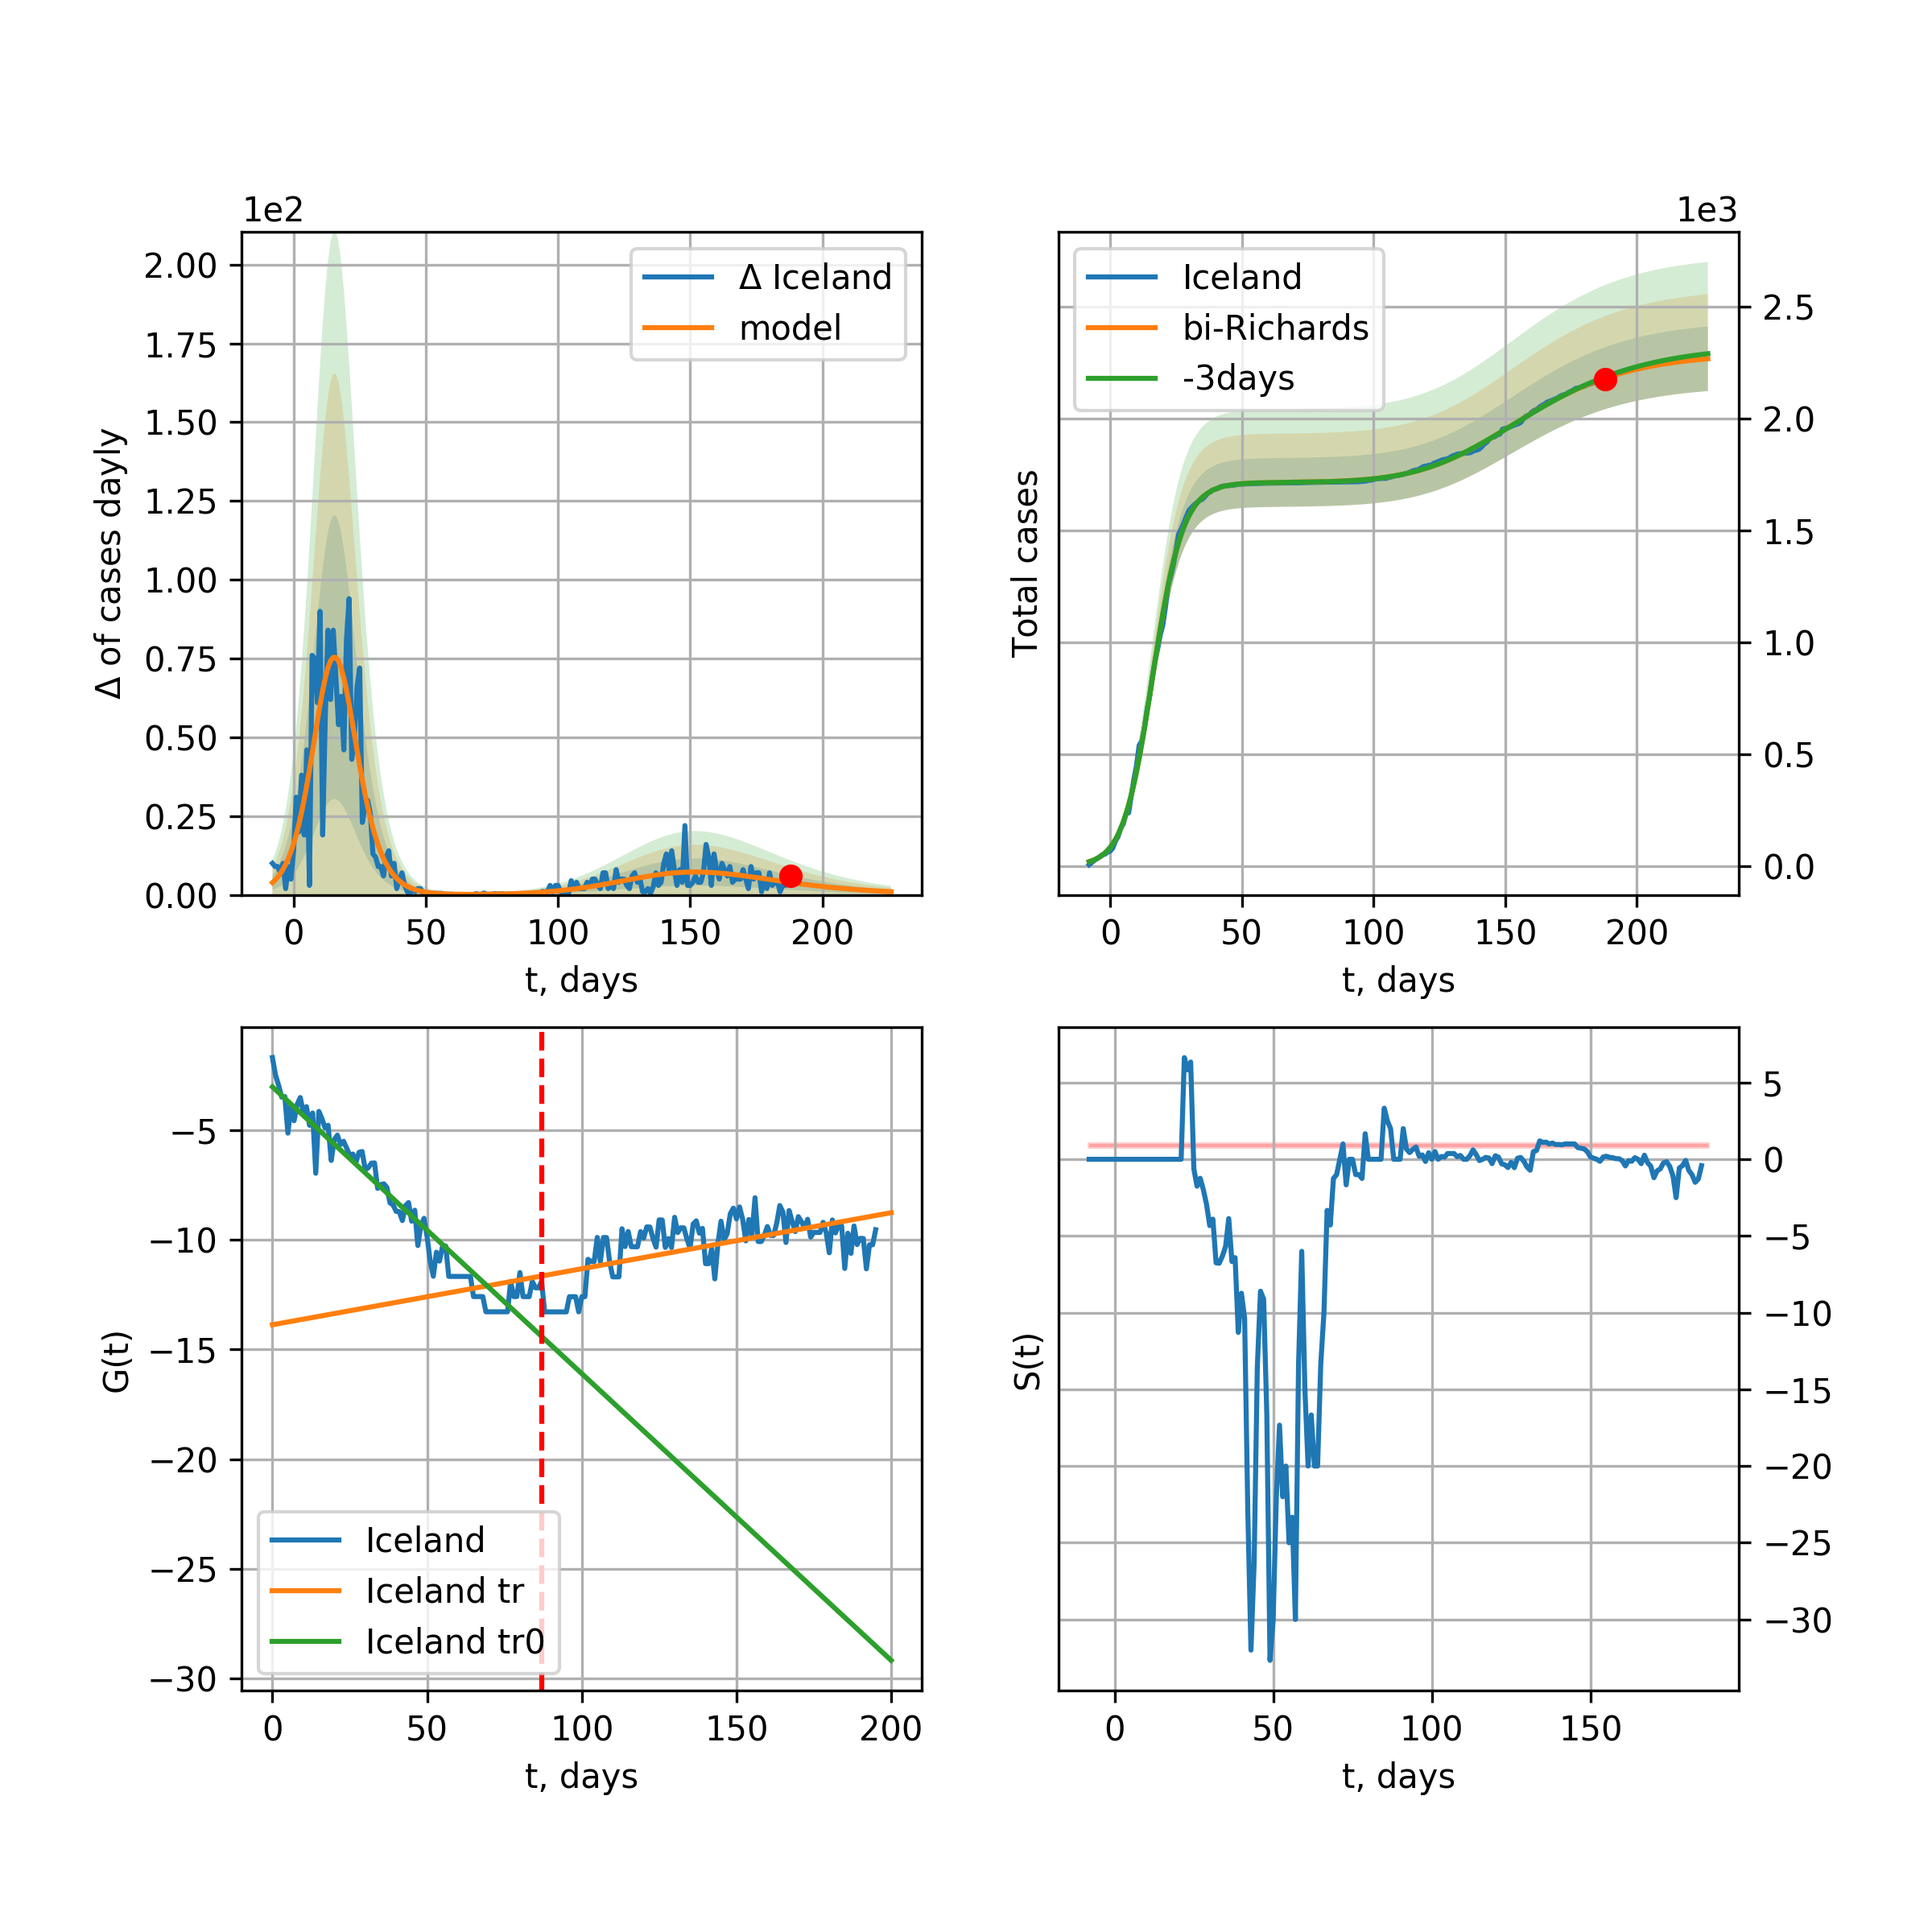 1e2
Δ of cases dayly
2.00
1.75
1.50
1.25
1.00
0.75
0.50
0.25
0.00
Δ Iceland
model
0 50 100 150 200
t, days
1e3
Total cases
Iceland
bi-Richards
-3days
2.5
2.0
1.5
1.0
0.5
0.0
0 50 100 150 200
t, days
G(t)
−5
−10
−15
−20
−25
−30
Iceland
Iceland tr
Iceland tr0
0 50 100 150 200
t, days
S(t)
5
0
−5
−10
−15
−20
−25
−30
0 50 100 150
t, days